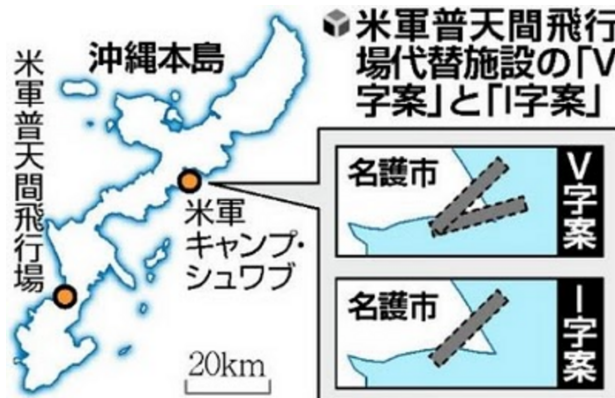 米軍普天間飛行
場代替施設の「V
字案」と「I字案」
沖縄本島
米軍普天間飛行場
米軍
キャンプ・
シュワブ
20km
名護市
V字案
名護市
I字案